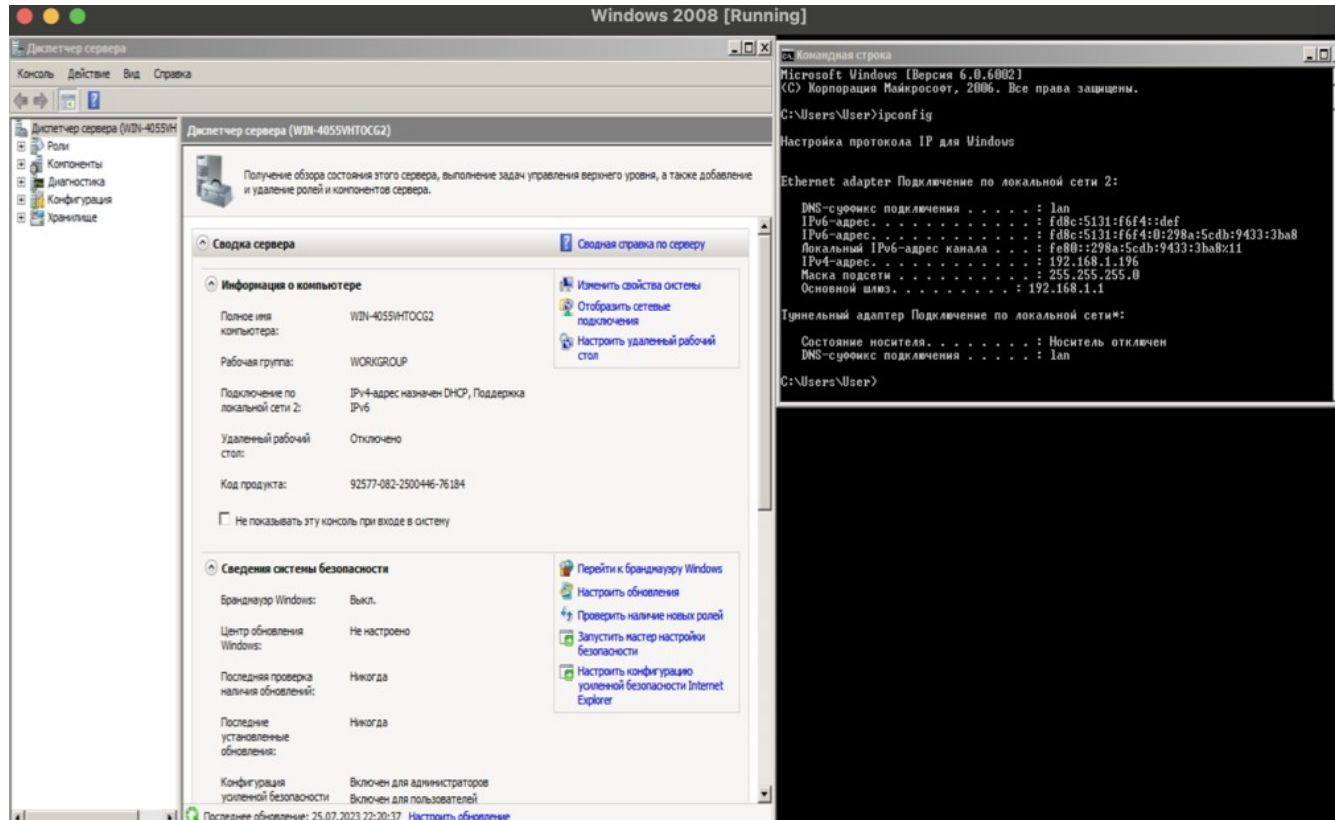 Windows 2008 [Running]
Диспетчер сервера
Консоль Действие Вид Справка
Диспетчер сервера (WIN-4055VH
Роли
Компоненты
Диагностика
Конфигурация
Хранилище
Диспетчер сервера (WIN-4055VHTOCG2)
Получение обзора состояния этого сервера, выполнение задач управления верхнего уровня, а также добавление
и удаление ролей и компонентов сервера.
Сводка сервера
Сводная справка по серверу
Информация о компьютере
Полное имя
компьютера:
WIN-4055VHTOCG2
Рабочая группа:
WORKGROUP
Подключение по
локальной сети 2:
IPv4-адрес назначен DHCP, Поддержка
IPv6
Удаленный рабочий
стол:
Отключено
Код продукта:
92577-082-2500446-76184
Не показывать эту консоль при входе в систему
Изменить свойства системы
Отобразить сетевые
подключения
Настроить удаленный рабочий
стол
Сведения системы безопасности
Брандмауэр Windows:
Выкл.
Центр обновления
Windows:
Не настроено
Последняя проверка
наличия обновлений:
Никогда
Последние
установленные
обновления:
Никогда
Конфигурация
усиленной безопасности
Включен для администраторов
Включен для пользователей
Перейти к брандмауэру Windows
Настроить обновления
Проверить наличие новых ролей
Запустить мастер настройки
безопасности
Настроить конфигурацию
усиленной безопасности Internet
Explorer
Последнее обновление: 25.07.2023 22:20:37 Настроить обновление
Командная строка
Microsoft Windows [Версия 6.0.6002]
(C) Корпорация Майкрософт, 2006. Все права защищены.
C:\Users\User>ipconfig
Настройка протокола IP для Windows
Ethernet adapter Подключение по локальной сети 2:
DNS-суффикс подключения . . . . . : lan
IPv6-адрес. . . . . . . . . . . . : fd8c:5131:f6f4::def
IPv6-адрес. . . . . . . . . . . . : fd8c:5131:f6f4:0:298a:5cdb:9433:3ba8
Локальный IPv6-адрес канала . . . : fe80::298a:5cdb:9433:3ba8%11
IPv4-адрес. . . . . . . . . . . . : 192.168.1.196
Маска подсети . . . . . . . . . . : 255.255.255.0
Основной шлюз. . . . . . . . . : 192.168.1.1
Туннельный адаптер Подключение по локальной сети*:
Состояние носителя. . . . . . . . : Носитель отключен
DNS-суффикс подключения . . . . . : lan
C:\Users\User>